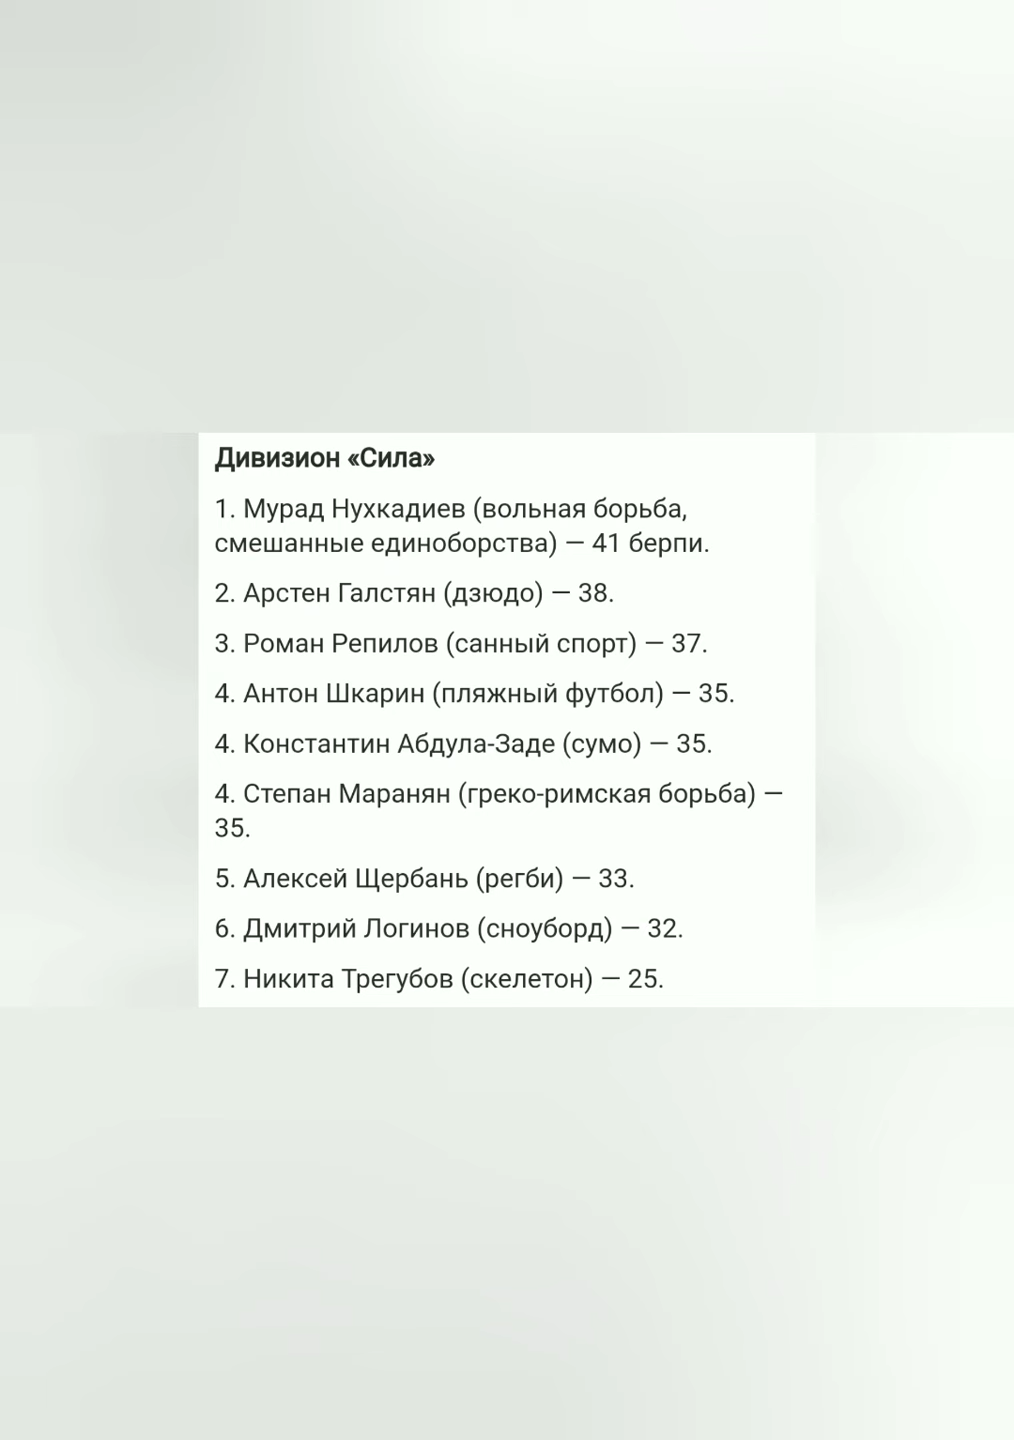 Дивизион «Сила»
1. Мурад Нухкадиев (вольная борьба,
смешанные единоборства) — 41 берпи.
2. Арстен Галстян (дзюдо) — 38.
3. Роман Репилов (санный спорт) — 37.
4. Антон Шкарин (пляжный футбол) — 35.
4. Константин Абдула-Заде (сумо) — 35.
4. Степан Маранян (греко-римская борьба) —
35.
5. Алексей Щербань (регби) — 33.
6. Дмитрий Логинов (сноуборд) — 32.
7. Никита Трегубов (скелетон) — 25.